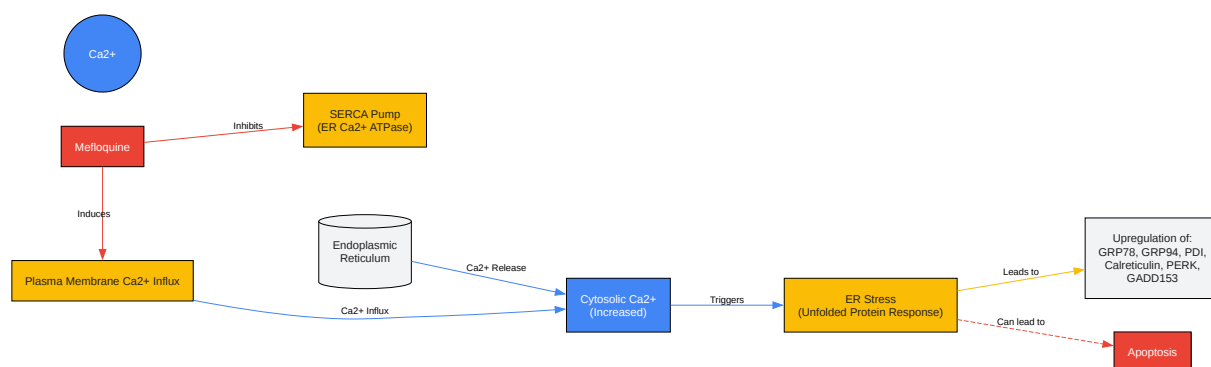 Ca2+
SERCA Pump
(ER Ca2+ ATPase)
Inhibits
Mefloquine
Induces
Endoplasmic
Reticulum
Ca2+ Release
Plasma Membrane Ca2+ Influx
Ca2+ Influx
Cytosolic Ca2+
(Increased)
Triggers
ER Stress
(Unfolded Protein Response)
Leads to
Upregulation of:
GRP78, GRP94, PDI,
Calreticulin, PERK,
GADD153
Can lead to
Apoptosis